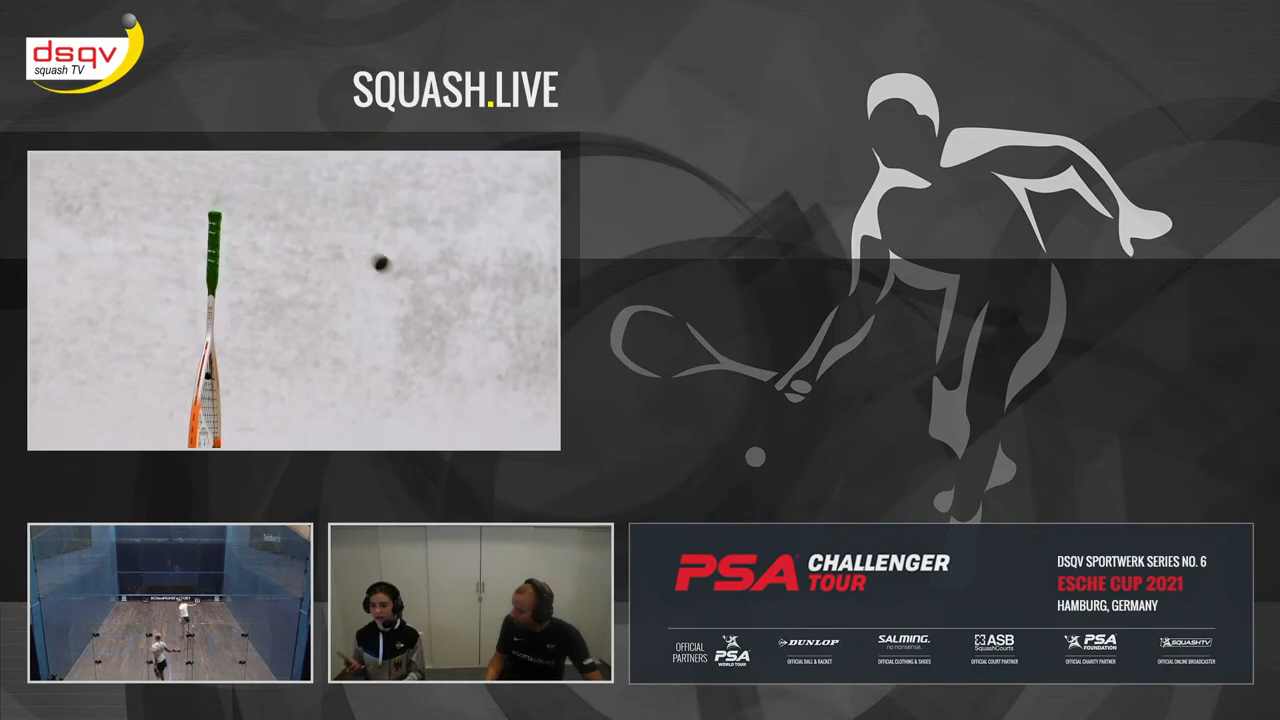 dsqv
squash TV
SQUASH.LIVE
PSA CHALLENGER
TOUR
DSQV SPORTWERK SERIES NO. 6
ESCHE CUP 2021
HAMBURG, GERMANY
OFFICIAL
PARTNERS
PSA
WORLD TOUR
DUNLOP
OFFICIAL BALL & RACKET
SALMING.
no nonsense.
OFFICIAL CLOTHING & SHOES
ASB
SquashCourts
OFFICIAL COURT PARTNER
PSA
FOUNDATION
OFFICIAL CHARITY PARTNER
SQUASHTV
OFFICIAL ONLINE BROADCASTER